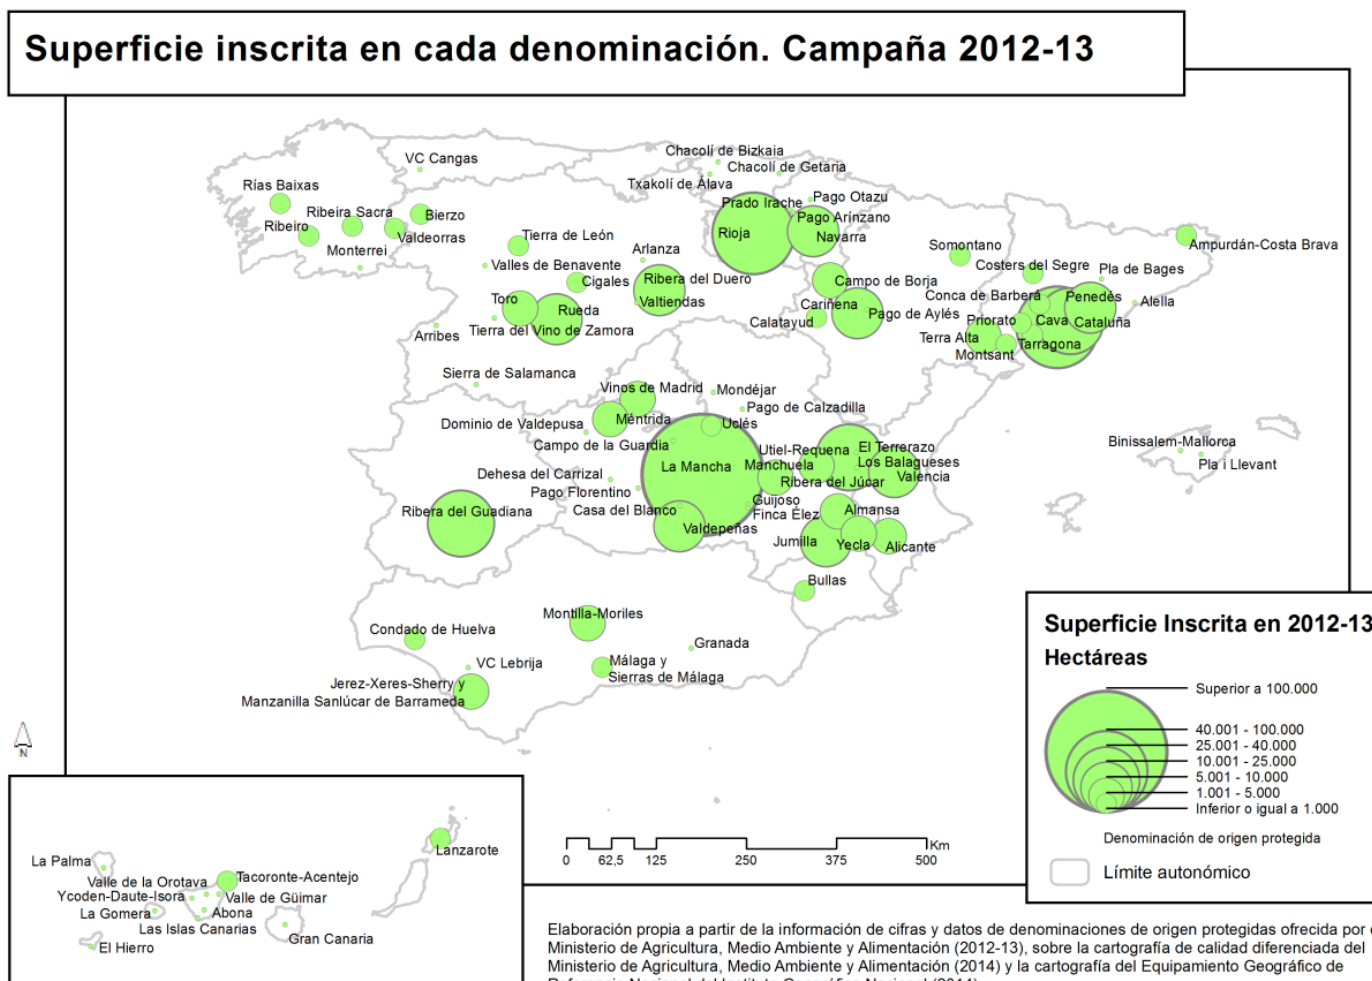 Superficie inscrita en cada denominación. Campaña 2012-13
VC Cangas
Chacolí de Bizkaia
Chacolí de Getaria
Txakolí de Álava
Rías Baixas
Ribeira Sacra
Bierzo
Ribeiro
Valdeorras
Monterrei
Prado Irache
Pago Otazu
Pago Arínzano
Rioja
Navarra
Tierra de León
Arlanza
Somontano
Ampurdán-Costa Brava
Valles de Benavente
Cigales
Ribera del Duero
Campo de Borja
Costers del Segre
Pla de Bages
Toro
Rueda
Valtiendas
Cariñena
Pago de Aylés
Conca de Barberá
Penedés
Alella
Tierra del Vino de Zamora
Calatayud
Priorato
Cava
Cataluña
Arribes
Terra Alta
Tarragona
Montsant
Sierra de Salamanca
Vinos de Madrid
Mondéjar
Pago de Calzadilla
Dominio de Valdepusa
Méntrida
Uclés
Campo de la Guardia
Utiel-Requena
El Terrerazo
Binissalem-Mallorca
La Mancha
Manchuela
Los Balagueses
Pla i Llevant
Dehesa del Carrizal
Ribera del Júcar
Valencia
Pago Florentino
Guijoso
Ribera del Guadiana
Casa del Blanco
Finca Élez
Almansa
Valdepeñas
Jumilla
Yecla
Alicante
Bullas
Montilla-Moriles
Condado de Huelva
Granada
VC Lebrija
Málaga y
Sierras de Málaga
Jerez-Xeres-Sherry y
Manzanilla Sanlúcar de Barrameda
N
Superficie Inscrita en 2012-13
Hectáreas
Superior a 100.000
40.001 - 100.000
25.001 - 40.000
10.001 - 25.000
5.001 - 10.000
1.001 - 5.000
Inferior o igual a 1.000
Denominación de origen protegida
Límite autonómico
Km
0 62,5 125 250 375 500
La Palma
Lanzarote
Valle de la Orotava
Tacoronte-Acentejo
Ycoden-Daute-Isora
Valle de Güimar
La Gomera
Abona
Las Islas Canarias
El Hierro
Gran Canaria
Elaboración propia a partir de la información de cifras y datos de denominaciones de origen protegidas ofrecida por
Ministerio de Agricultura, Medio Ambiente y Alimentación (2012-13), sobre la cartografía de calidad diferenciada del
Ministerio de Agricultura, Medio Ambiente y Alimentación (2014) y la cartografía del Equipamiento Geográfico de